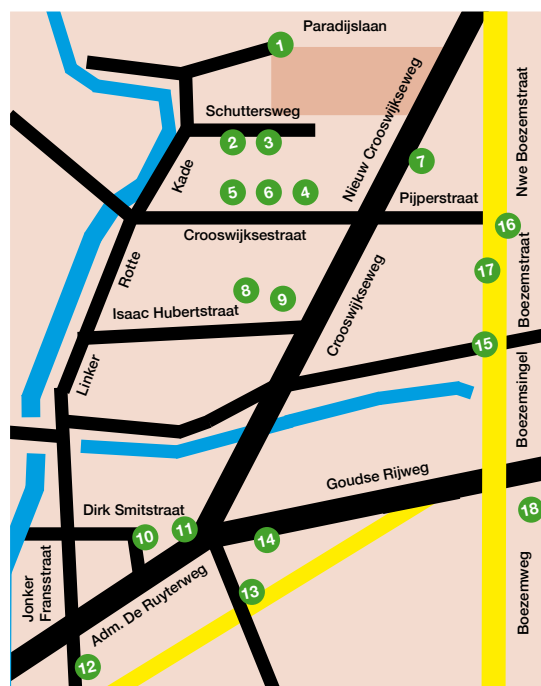 Paradijslaan
1
Schuttersweg
2
3
Nieuw Crooswijkseweg
Nwe Boezemstraat
7
Kade
5
6
4
Pijperstraat
Crooswijksestraat
16
Rotte
17
Boezemstraat
8
9
Isaac Hubertstraat
Crooswijkseweg
15
Linker
Boezemsingel
Goudse Rijweg
Dirk Smitstraat
18
10
11
14
Jonker
Fransstraat
Adm. De Ruyterweg
13
Boezemweg
12